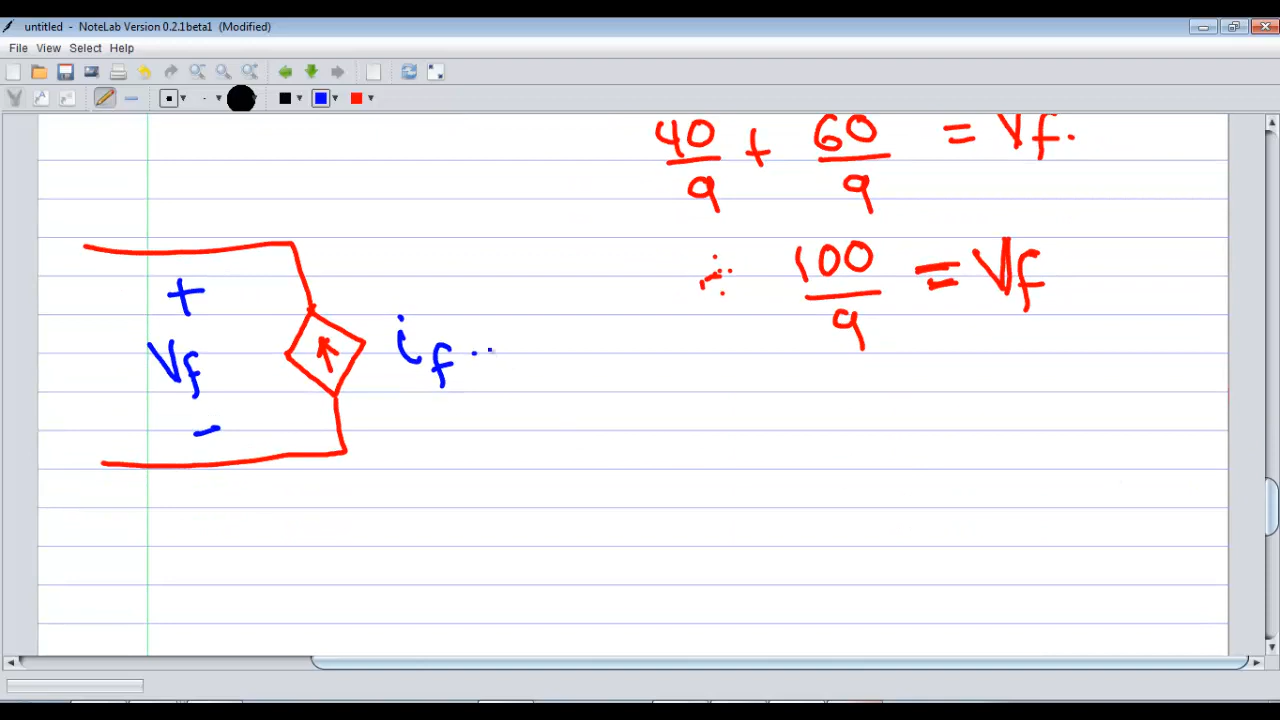 untitled - NoteLab Version 0.2.1beta1 (Modified)
File View Select Help
40/9 + 60/9 = Vf.
∴ 100/9 = Vf
+
Vf
-
if ..